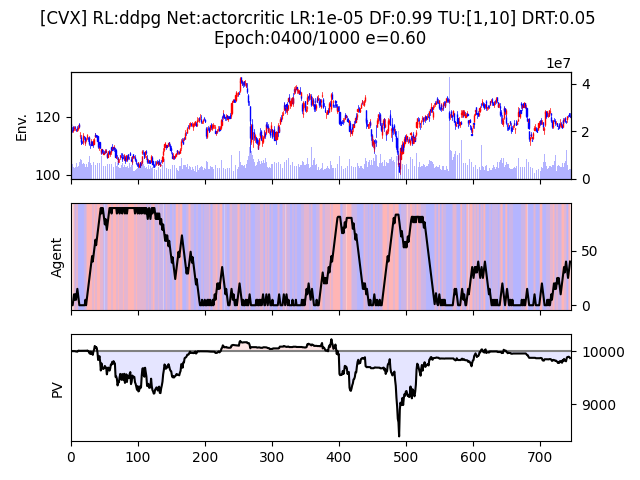 [CVX] RL:ddpg Net:actorcritic LR:1e-05 DF:0.99 TU:[1,10] DRT:0.05
Epoch:0400/1000 e=0.60
1e7
Env.
120
100
4
2
0
Agent
50
0
PV
10000
9000
0 100 200 300 400 500 600 700